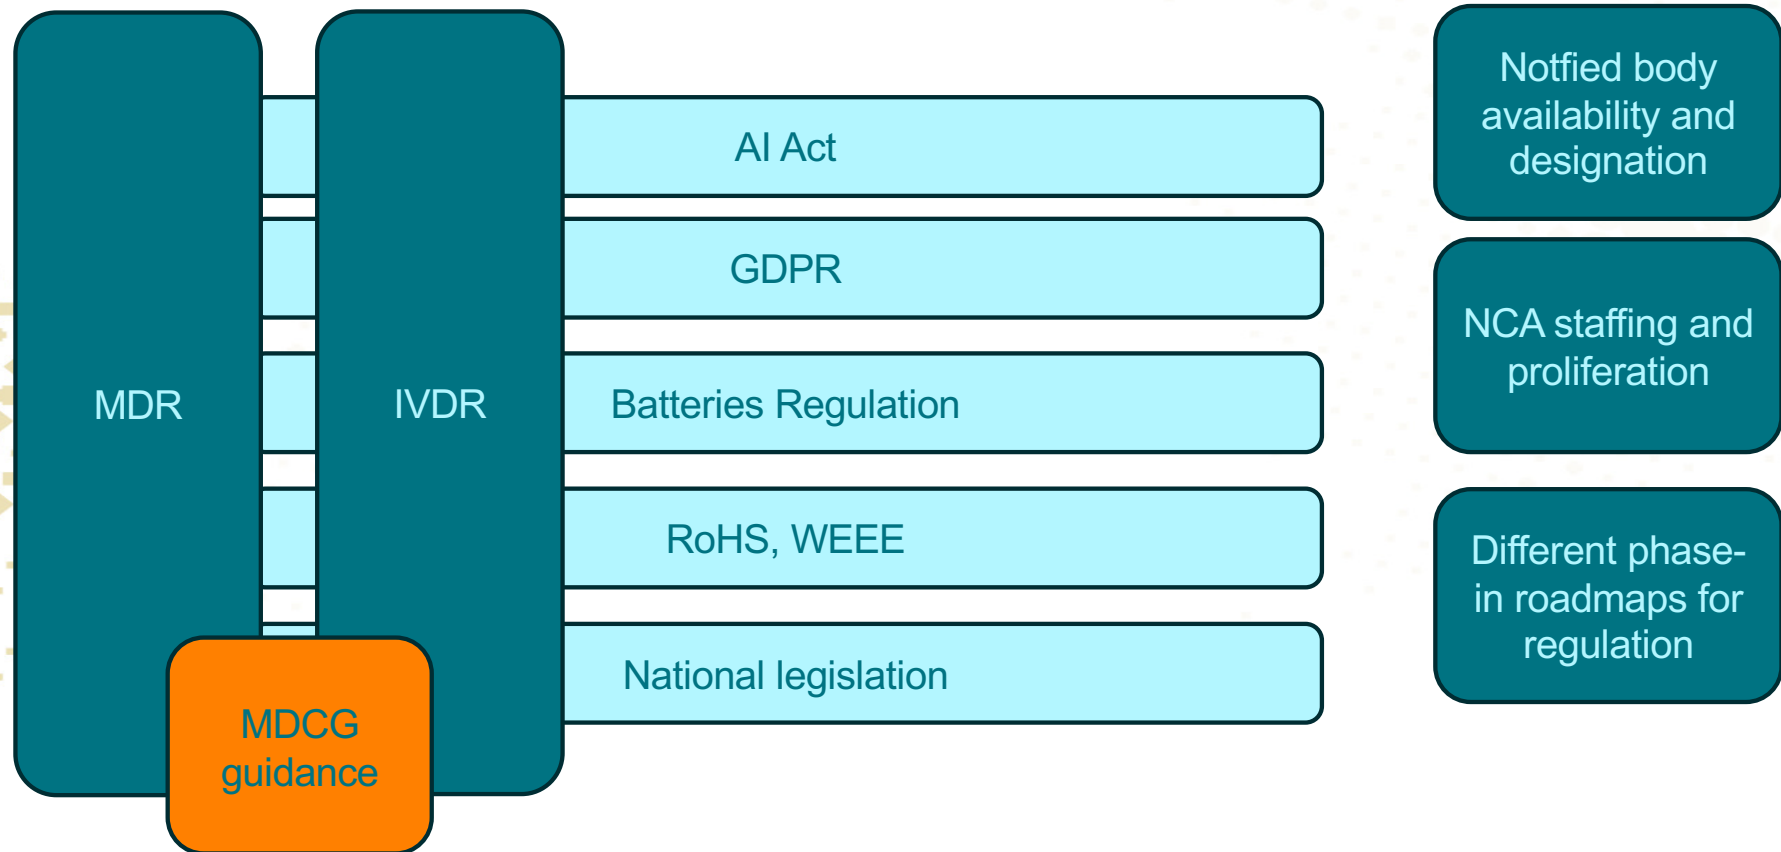 MDR
IVDR
AI Act
GDPR
Batteries Regulation
RoHS, WEEE
National legislation
MDCG
guidance
Notfied body
availability and
designation
NCA staffing and
proliferation
Different phase-
in roadmaps for
regulation